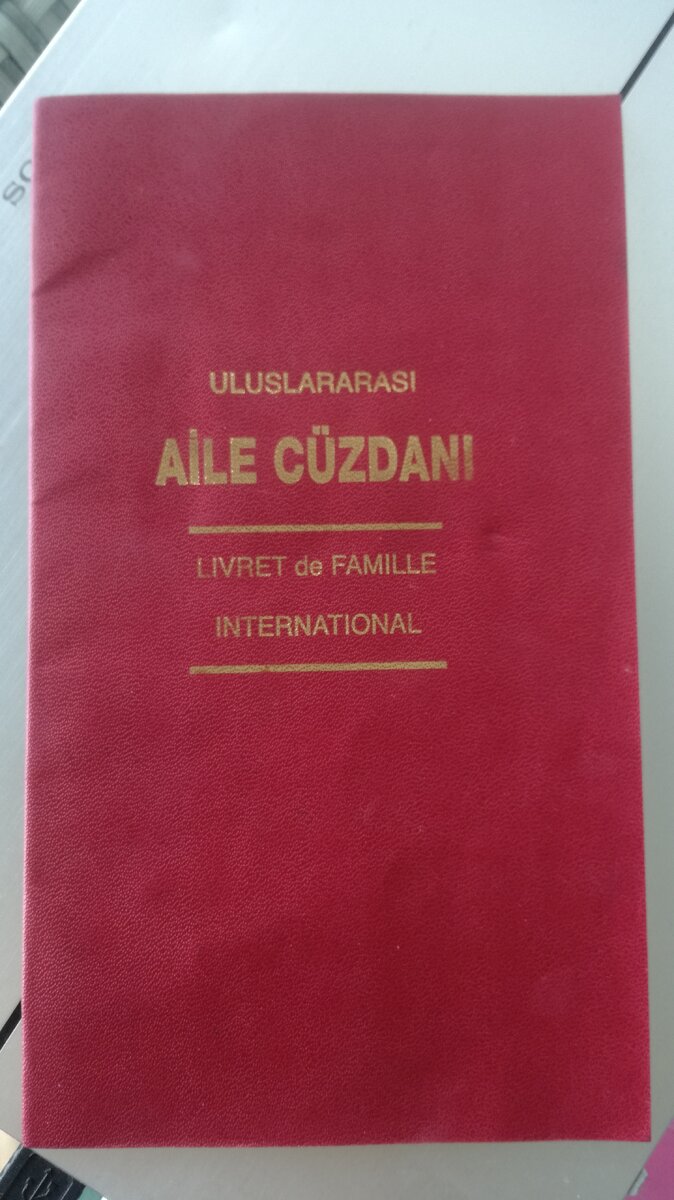 ULUSLARARASI
AİLE CÜZDANI
LIVRET de FAMILLE
INTERNATIONAL